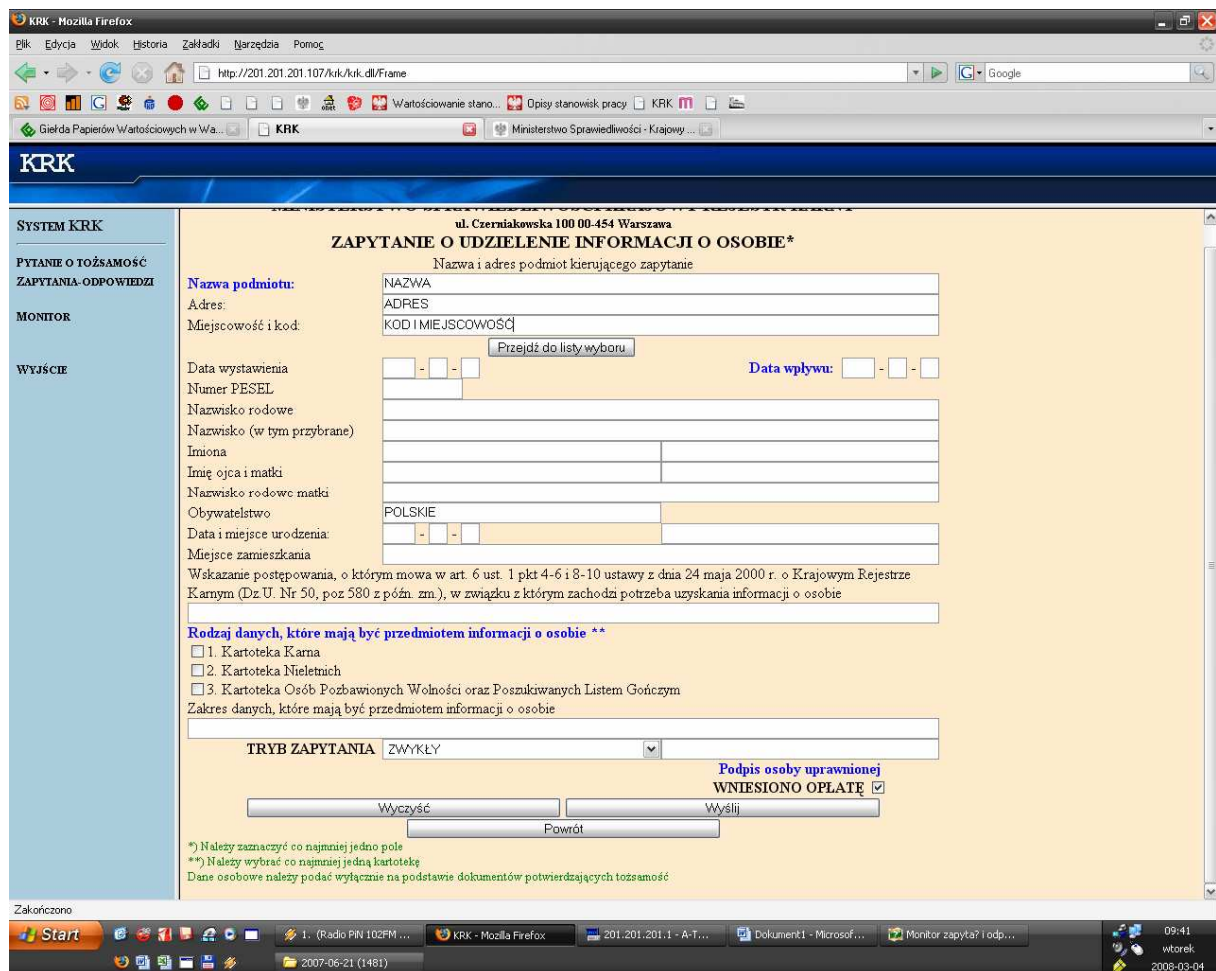 KRK - Mozilla Firefox
Plik Edycja Widok Historia Zakładki Narzędzia Pomoc
http://201.201.201.107/krk/krk.dll/Frame
Google
Wartościowanie stano... Opisy stanowisk pracy KRK
Giełda Papierów Wartościowych w Wa... KRK Ministerstwo Sprawiedliwości - Krajowy ...
KRK
SYSTEM KRK
PYTANIE O TOŻSAMOŚĆ
ZAPYTANIA-ODPOWIEDZI
MONITOR
WYJŚCIE
MINISTERSTWO SPRAWIEDLIWOŚCI KRAJOWY REJESTR KARNY
ul. Czerniakowska 100 00-454 Warszawa
ZAPYTANIE O UDZIELENIE INFORMACJI O OSOBIE*
Nazwa i adres podmiot kierującego zapytanie
Nazwa podmiotu: NAZWA
Adres: ADRES
Miejscowość i kod: KOD I MIEJSCOWOŚĆ
Przejdź do listy wyboru
Data wystawienia - - Data wpływu: - -
Numer PESEL
Nazwisko rodowe
Nazwisko (w tym przybrane)
Imiona
Imię ojca i matki
Nazwisko rodowe matki
Obywatelstwo POLSKIE
Data i miejsce urodzenia: - -
Miejsce zamieszkania
Wskazanie postępowania, o którym mowa w art. 6 ust. 1 pkt 4-6 i 8-10 ustawy z dnia 24 maja 2000 r. o Krajowym Rejestrze
Karnym (Dz.U. Nr 50, poz 580 z późn. zm.), w związku z którym zachodzi potrzeba uzyskania informacji o osobie
Rodzaj danych, które mają być przedmiotem informacji o osobie **
1. Kartoteka Karna
2. Kartoteka Nieletnich
3. Kartoteka Osób Pozbawionych Wolności oraz Poszukiwanych Listem Gończym
Zakres danych, które mają być przedmiotem informacji o osobie
TRYB ZAPYTANIA ZWYKŁY
Podpis osoby uprawnionej
WNIESIONO OPŁATĘ
Wyczyść Wyślij
Powrót
*) Należy zaznaczyć co najmniej jedno pole
**) Należy wybrać co najmniej jedną kartotekę
Dane osobowe należy podać wyłącznie na podstawie dokumentów potwierdzających tożsamość
Zakończono
Start 1. (Radio PiN 102FM ... KRK - Mozilla Firefox 201.201.201.1 - A-T... Dokument1 - Microsof... Monitor zapyta? i odp... 09:41
wtorek
2007-06-21 (1481) 2008-03-04